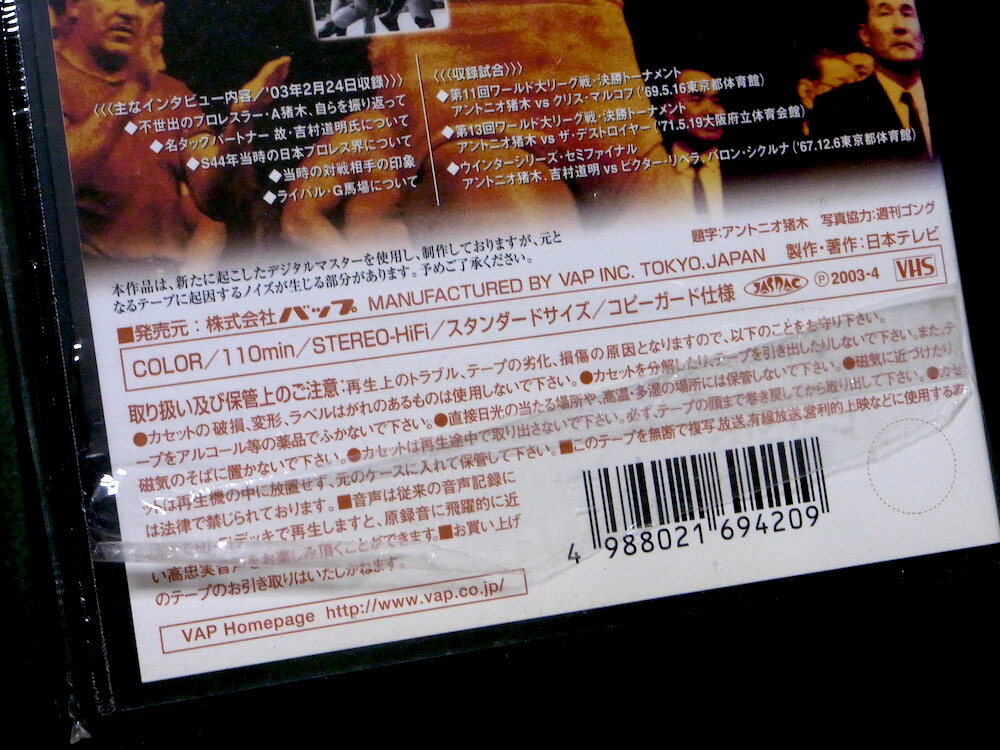 〈〈〈主なインタビュー内容／'03年2月24日収録〉〉〉
◆不世出のプロレスラー・A猪木、自らを振り返って
◆名タッグパートナー 故・吉村道明氏について
◆S44年当時の日本プロレス界について
◆当時の対戦相手の印象
◆ライバル・G馬場について
〈〈〈収録試合〉〉〉
◆第11回ワールド大リーグ戦・決勝トーナメント
アントニオ猪木 vs クリス・マルコフ ('69.5.16東京都体育館)
◆第13回ワールド大リーグ戦・決勝トーナメント
アントニオ猪木 vs ザ・デストロイヤー ('71.5.19大阪府立体育会館)
◆ウインターシリーズ・セミファイナル
アントニオ猪木、吉村道明 vs ビクター・リベラ、バロン・シクルナ ('67.12.6東京都体育館)
題字：アントニオ猪木 写真協力：週刊ゴング
本作品は、新たに起こしたデジタルマスターを使用し、制作しておりますが、元と
なるテープに起因するノイズが生じる部分があります。予めご了承ください。
■発売元：株式会社バップ MANUFACTURED BY VAP INC. TOKYO.JAPAN 製作・著作：日本テレビ
COLOR／110min／STEREO-HiFi／スタンダードサイズ／コピーガード仕様 JASRAC Ⓟ2003-4 VHS
取り扱い及び保管上のご注意：再生上のトラブル、テープの劣化、損傷の原因となりますので、以下のことをお守り下さい。
●カセットの破損、変形、ラベルはがれのあるものは使用しないで下さい。●カセットを分解したり、テープを引き出したりしないで下さい。また、テ
ープをアルコール等の薬品でふかないで下さい。●直接日光の当たる場所や、高温・多湿の場所には保管しないで下さい。●磁気に近づけたり、
磁気のそばに置かないで下さい。●カセットは再生途中で取り出さないで下さい。必ず、テープの頭まで巻き戻してから取り出して下さい。●カセ
ットは再生機の中に放置せず、元のケースに入れて保管して下さい。■このテープを無断で複写、放送、有線放送、営利的上映などに使用する事
は法律で禁じられております。■音声は従来の音声記録に
デッキで再生しますと、原録音に飛躍的に近
い高忠実音声をお楽しみ頂くことができます。■お買い上げ
のテープのお引き取りはいたしかねます。
VAP Homepage http://www.vap.co.jp/
4 988021 694209